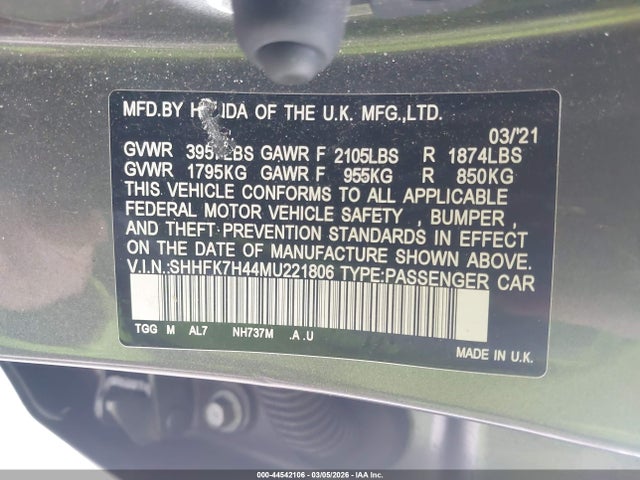 MFD.BY OF THE U.K. MFG.,LTD.
03/'21
GVWR GAWR F 2105LBS R 1874LBS
GVWR 1795KG GAWR F 955KG R 850KG
THIS VEHICLE CONFORMS TO ALL APPLICABLE
FEDERAL MOTOR VEHICLE SAFETY , BUMPER ,
AND THEFT PREVENTION STANDARDS IN EFFECT
ON THE DATE OF MANUFACTURE SHOWN ABOVE.
V.I.N.:SHHFK7H44MU221806 TYPE:PASSENGER CAR
TGG M AL7 NH737M .A .U
MADE IN U.K.
000-44542106 - 03/05/2026 - IAA Inc.